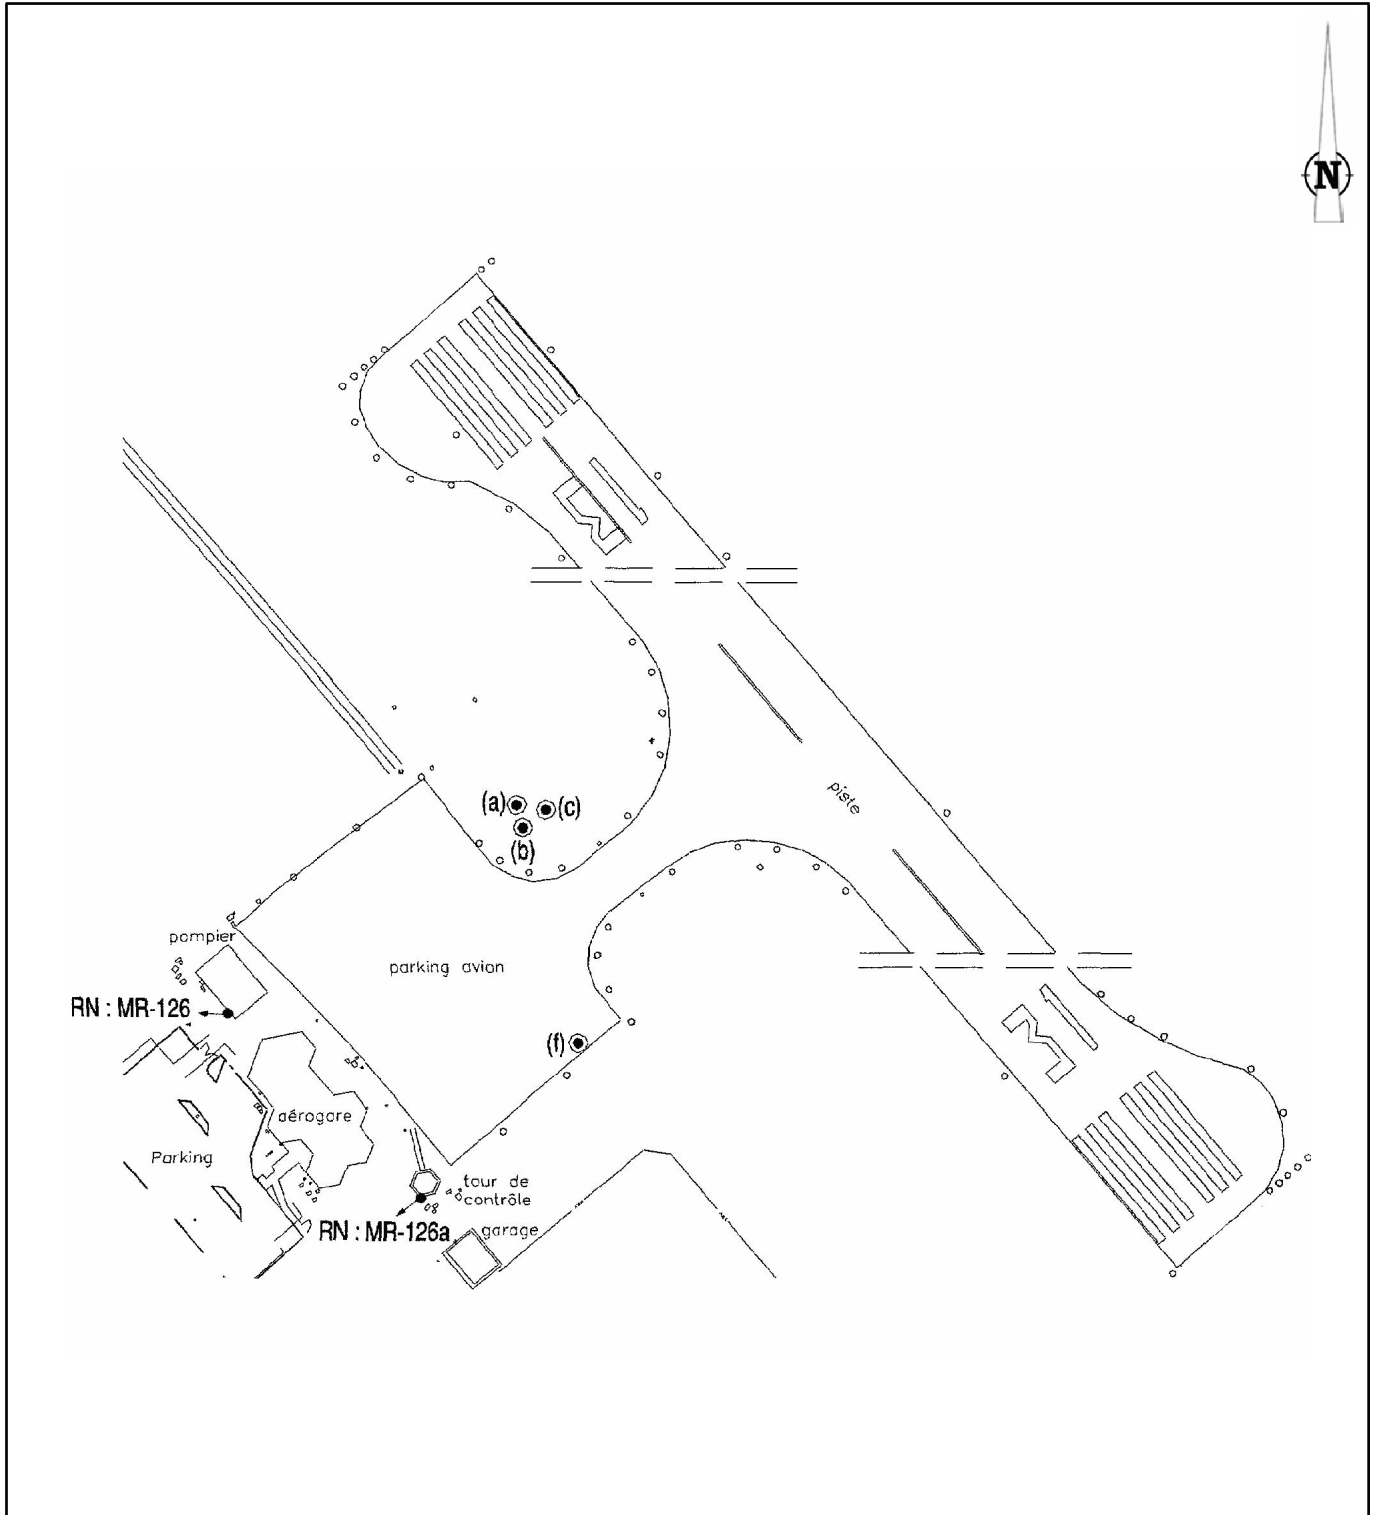 N
piste
(a)
(c)
(b)
pompier
parking avion
RN : MR-126
(f)
aérogare
Parking
tour de
contrôle
RN : MR-126a
garage